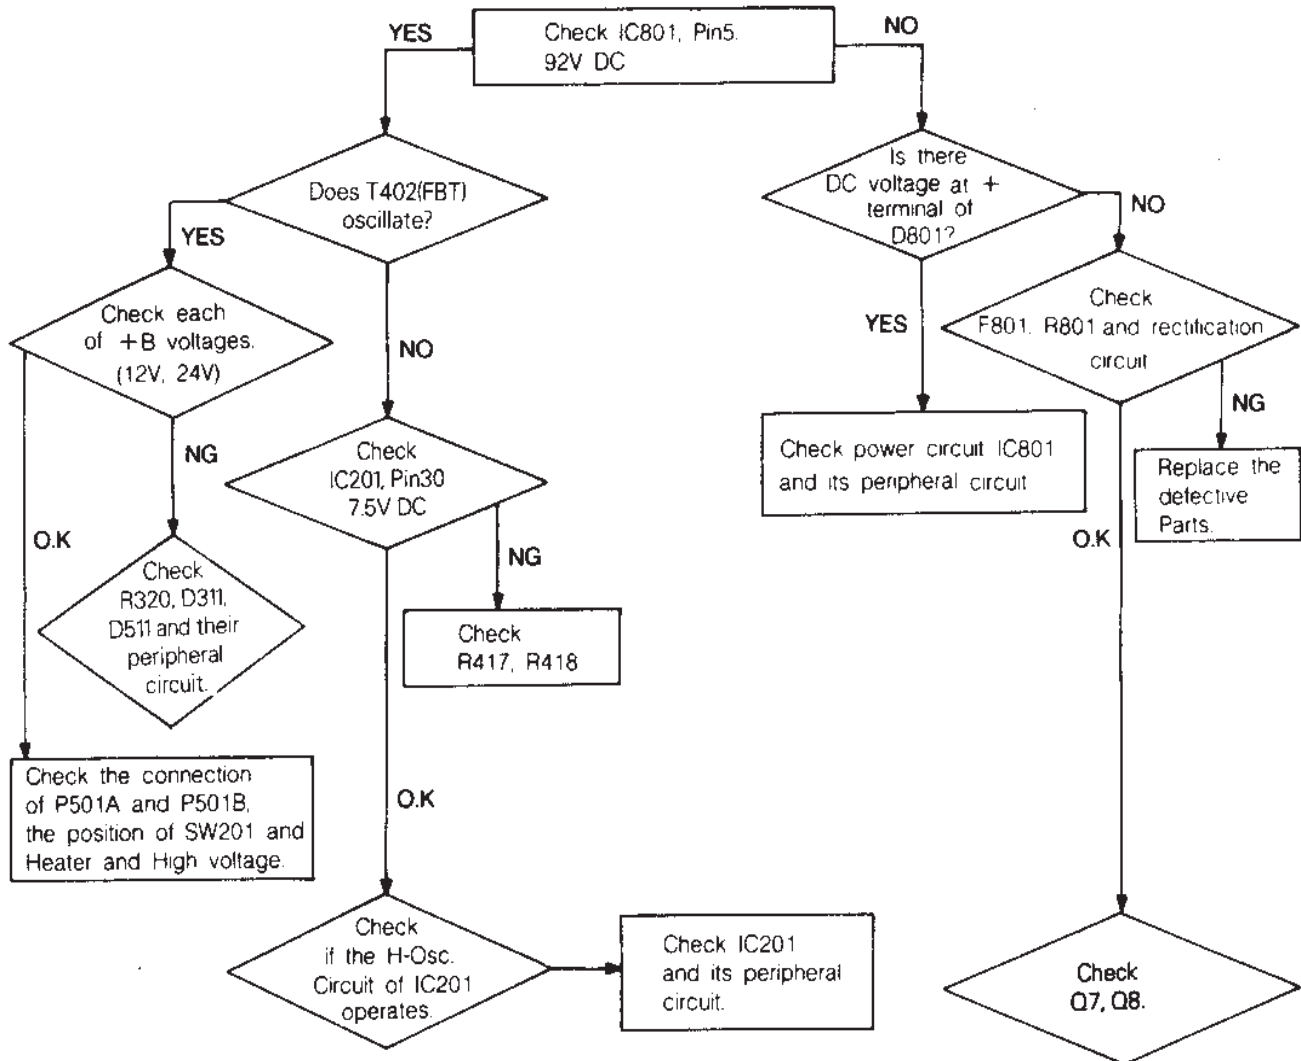 YES
Check IC801, Pin5.
92V DC
NO
Does T402(FBT)
oscillate?
Is there
DC voltage at +
terminal of
D801?
NO
YES
Check each
of +B voltages.
(12V, 24V)
NO
YES
Check
F801. R801 and rectification
circuit
NG
Check
IC201, Pin30
7.5V DC
Check power circuit IC801
and its peripheral circuit
NG
Replace the
defective
Parts.
O.K
Check
R320, D311,
D511 and their
peripheral
circuit.
NG
Check
R417, R418
O.K
Check the connection
of P501A and P501B,
the position of SW201 and
Heater and High voltage.
O.K
Check
if the H-Osc.
Circuit of IC201
operates.
Check IC201
and its peripheral
circuit.
Check
Q7, Q8.